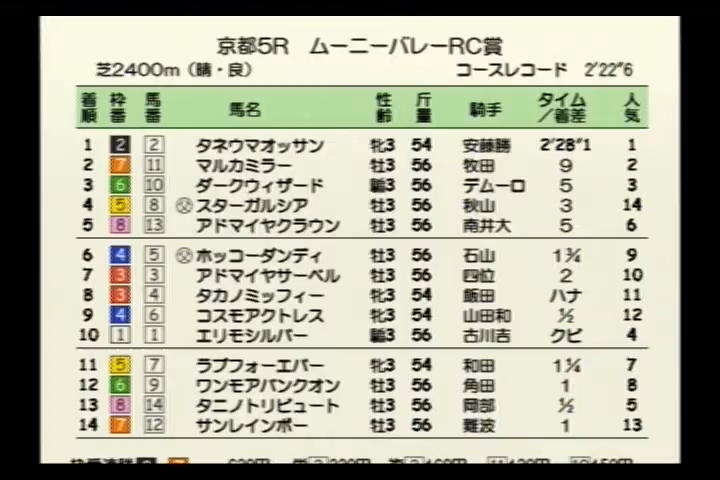 京都5R ムーニーバレーRC賞
芝2400m(晴・良) コースレコード 2'22"6
着順 枠番 馬番 馬名 性齢 斤量 騎手 タイム/着差 人気
1 2 2 タネウマオッサン 牝3 54 安藤勝 2'28"1 1
2 7 11 マルカミラー 牡3 56 牧田 9 2
3 6 10 ダークウィザード 騸3 56 デムーロ 5 3
4 5 8 スターガルシア 牡3 56 秋山 3 14
5 8 13 アドマイヤクラウン 牡3 56 南井大 5 6
6 4 5 ホッコーダンディ 牡3 56 石山 1¾ 9
7 3 3 アドマイヤサーベル 牡3 56 四位 2 10
8 3 4 タカノミッフィー 牝3 54 飯田 ハナ 11
9 4 6 コスモアクトレス 牝3 54 山田和 ½ 12
10 1 1 エリモシルバー 騸3 56 古川吉 クビ 4
11 5 7 ラブフォーエバー 牝3 54 和田 1¼ 7
12 6 9 ワンモアバンクオン 牡3 56 角田 1 8
13 8 14 タニノトリビュート 牡3 56 岡部 ½ 5
14 7 12 サンレインボー 牡3 56 難波 1 13